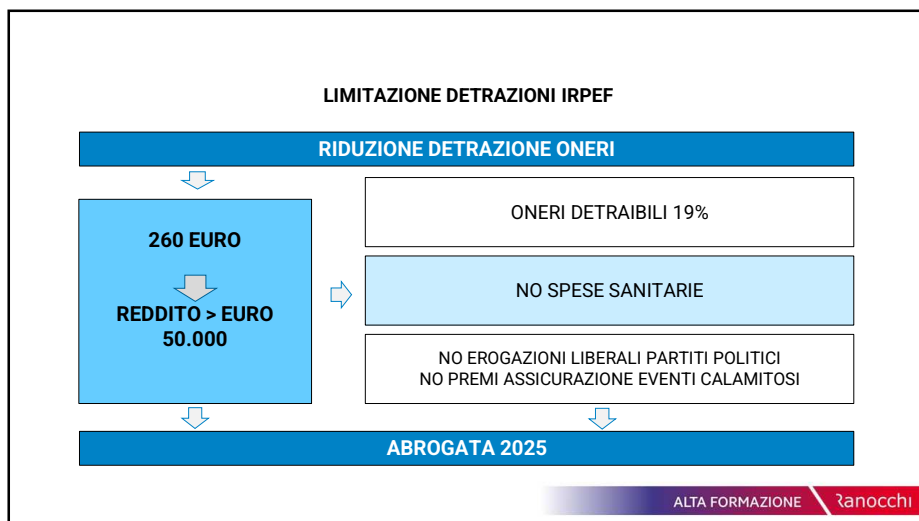 LIMITAZIONE DETRAZIONI IRPEF
RIDUZIONE DETRAZIONE ONERI
260 EURO
REDDITO > EURO
50.000
ONERI DETRAIBILI 19%
NO SPESE SANITARIE
NO EROGAZIONI LIBERALI PARTITI POLITICI
NO PREMI ASSICURAZIONE EVENTI CALAMITOSI
ABROGATA 2025
ALTA FORMAZIONE
Ranocchi